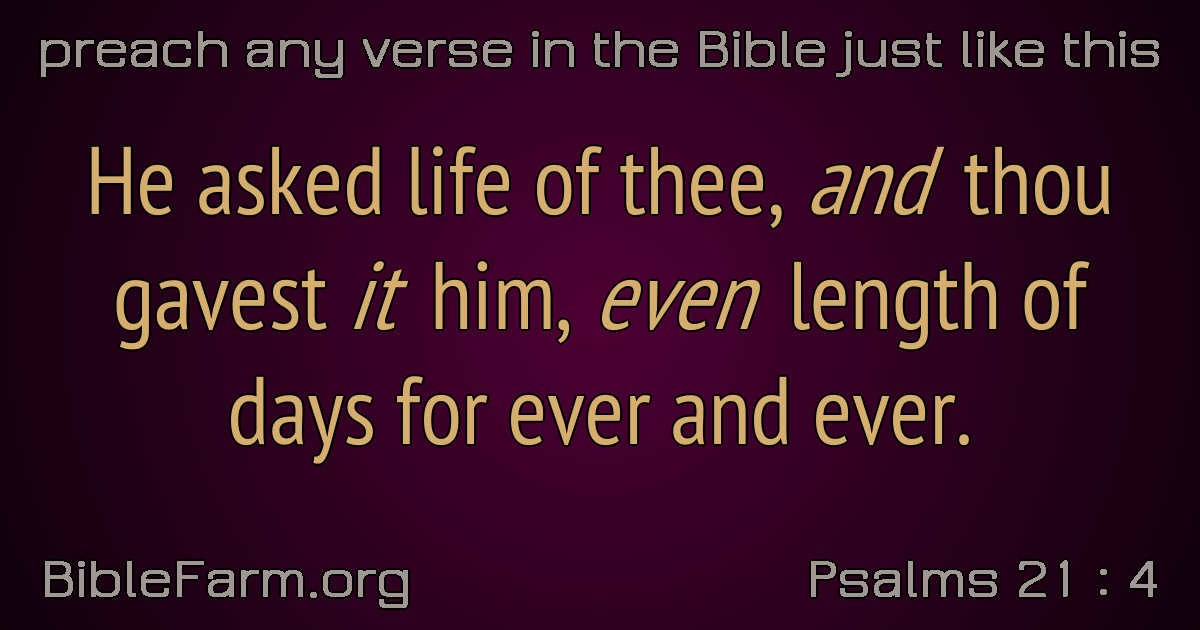 preach any verse in the Bible just like this
He asked life of thee, and thou
gavest it him, even length of
days for ever and ever.
BibleFarm.org
Psalms 21 : 4